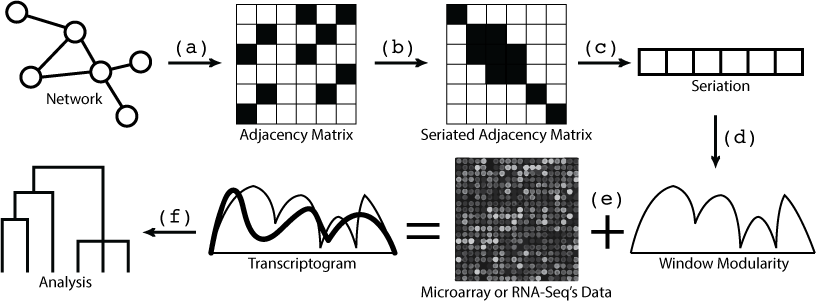 (a)
(b)
(c)
Network
Adjacency Matrix
Seriated Adjacency Matrix
Seriation
(d)
(e)
(f)
Analysis
Transcriptogram
=
+
Microarray or RNA-Seq's Data
Window Modularity